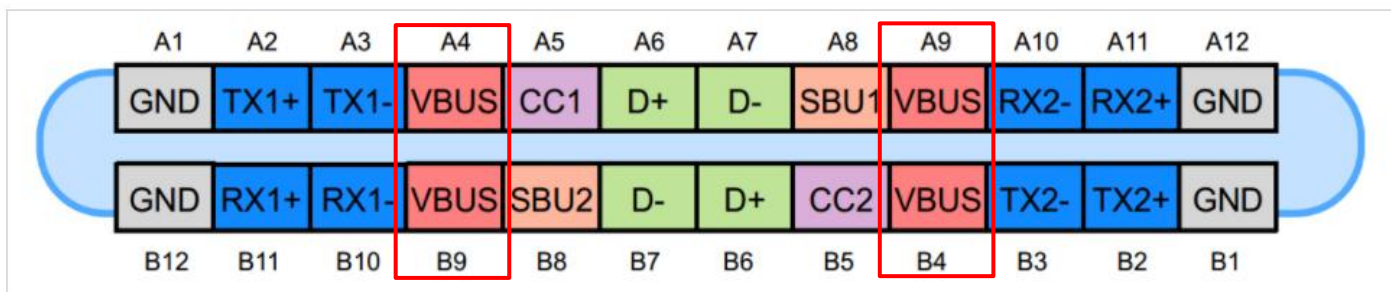 A1 A2 A3 A4 A5 A6 A7 A8 A9 A10 A11 A12
GND TX1+ TX1- VBUS CC1 D+ D- SBU1 VBUS RX2- RX2+ GND
GND RX1+ RX1- VBUS SBU2 D- D+ CC2 VBUS TX2- TX2+ GND
B12 B11 B10 B9 B8 B7 B6 B5 B4 B3 B2 B1